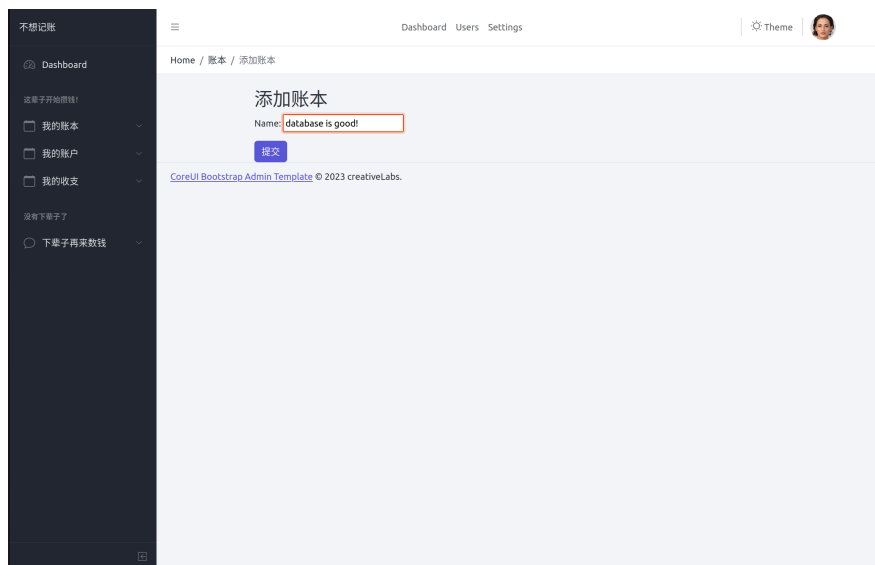 不想记账
Dashboard
这辈子开始攒钱!
我的账本
我的账户
我的收支
没有下辈子了
下辈子再来数钱
Dashboard Users Settings
Theme
Home / 账本 / 添加账本
添加账本
Name: database is good!
提交
CoreUI Bootstrap Admin Template © 2023 creativeLabs.